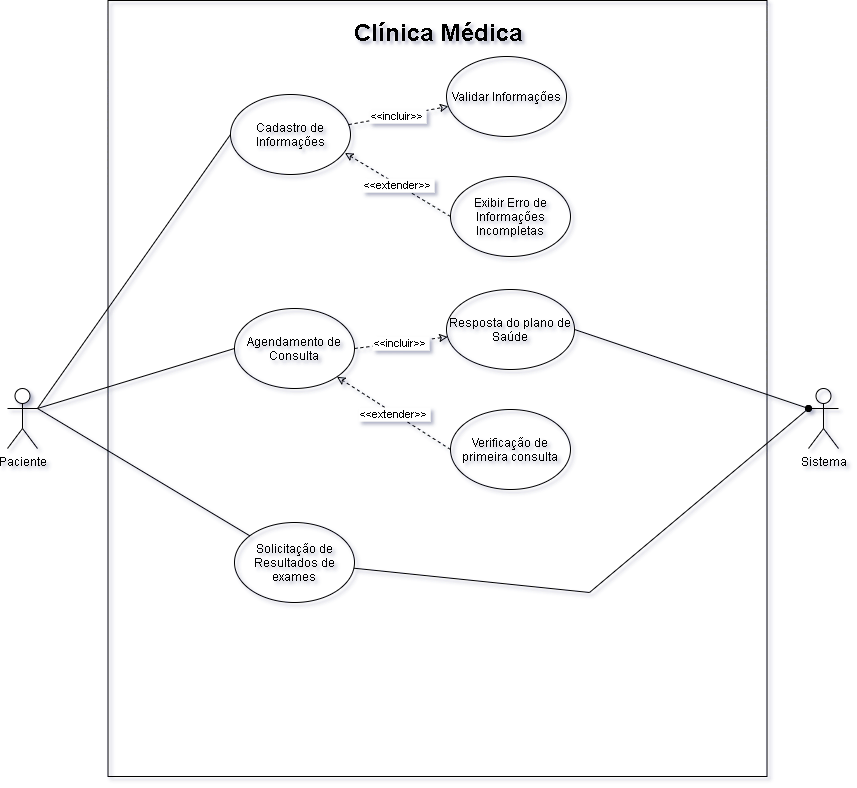 Clínica Médica
Validar Informações
<<incluir>>
Cadastro de
Informações
<<extender>>
Exibir Erro de
Informações
Incompletas
Resposta do plano de
Saúde
Agendamento de
Consulta
<<incluir>>
<<extender>>
Verificação de
primeira consulta
Paciente
Sistema
Solicitação de
Resultados de
exames